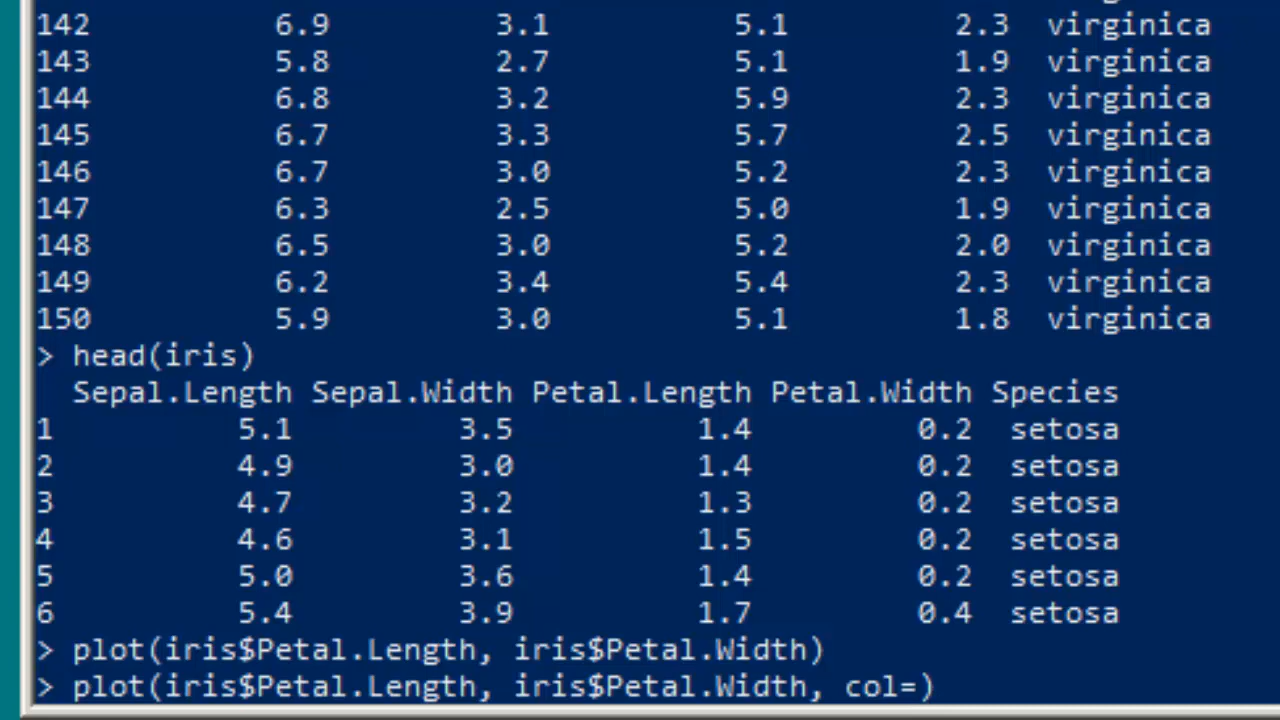 142 6.9 3.1 5.1 2.3 virginica
143 5.8 2.7 5.1 1.9 virginica
144 6.8 3.2 5.9 2.3 virginica
145 6.7 3.3 5.7 2.5 virginica
146 6.7 3.0 5.2 2.3 virginica
147 6.3 2.5 5.0 1.9 virginica
148 6.5 3.0 5.2 2.0 virginica
149 6.2 3.4 5.4 2.3 virginica
150 5.9 3.0 5.1 1.8 virginica
> head(iris)
Sepal.Length Sepal.Width Petal.Length Petal.Width Species
1 5.1 3.5 1.4 0.2 setosa
2 4.9 3.0 1.4 0.2 setosa
3 4.7 3.2 1.3 0.2 setosa
4 4.6 3.1 1.5 0.2 setosa
5 5.0 3.6 1.4 0.2 setosa
6 5.4 3.9 1.7 0.4 setosa
> plot(iris$Petal.Length, iris$Petal.Width)
> plot(iris$Petal.Length, iris$Petal.Width, col=)